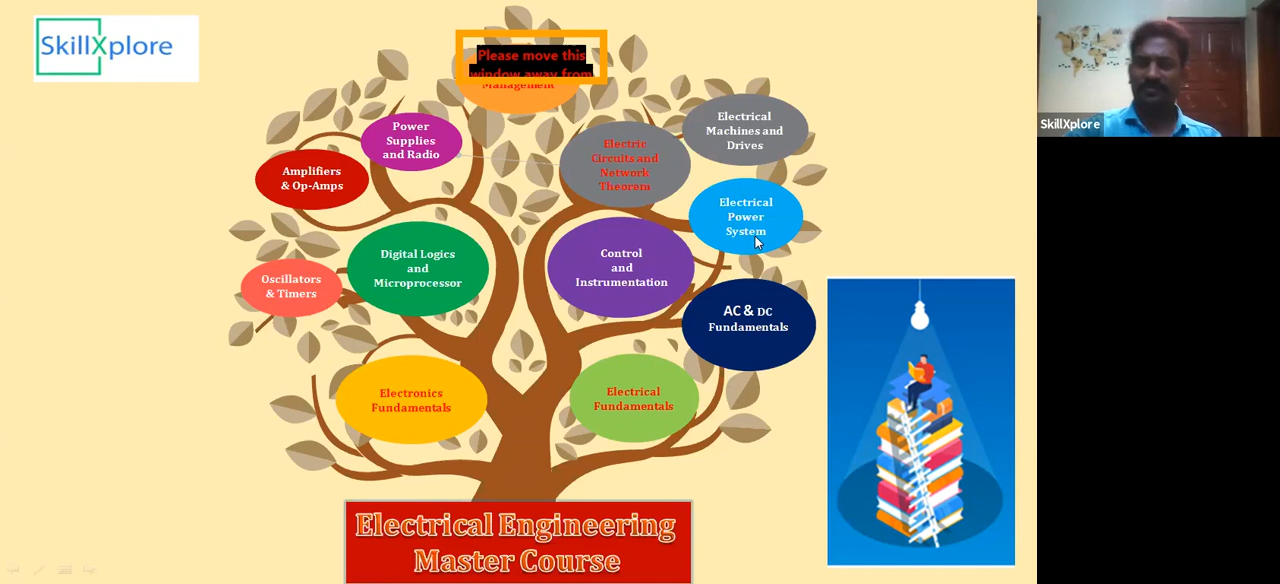 SkillXplore
Please move this
window away from
Management
Power
Supplies
and Radio
Electrical
Machines and
Drives
Electric
Circuits and
Network
Theorem
Amplifiers
& Op-Amps
Electrical
Power
System
Digital Logics
and
Microprocessor
Control
and
Instrumentation
Oscillators
& Timers
AC & DC
Fundamentals
Electronics
Fundamentals
Electrical
Fundamentals
Electrical Engineering
Master Course
SkillXplore